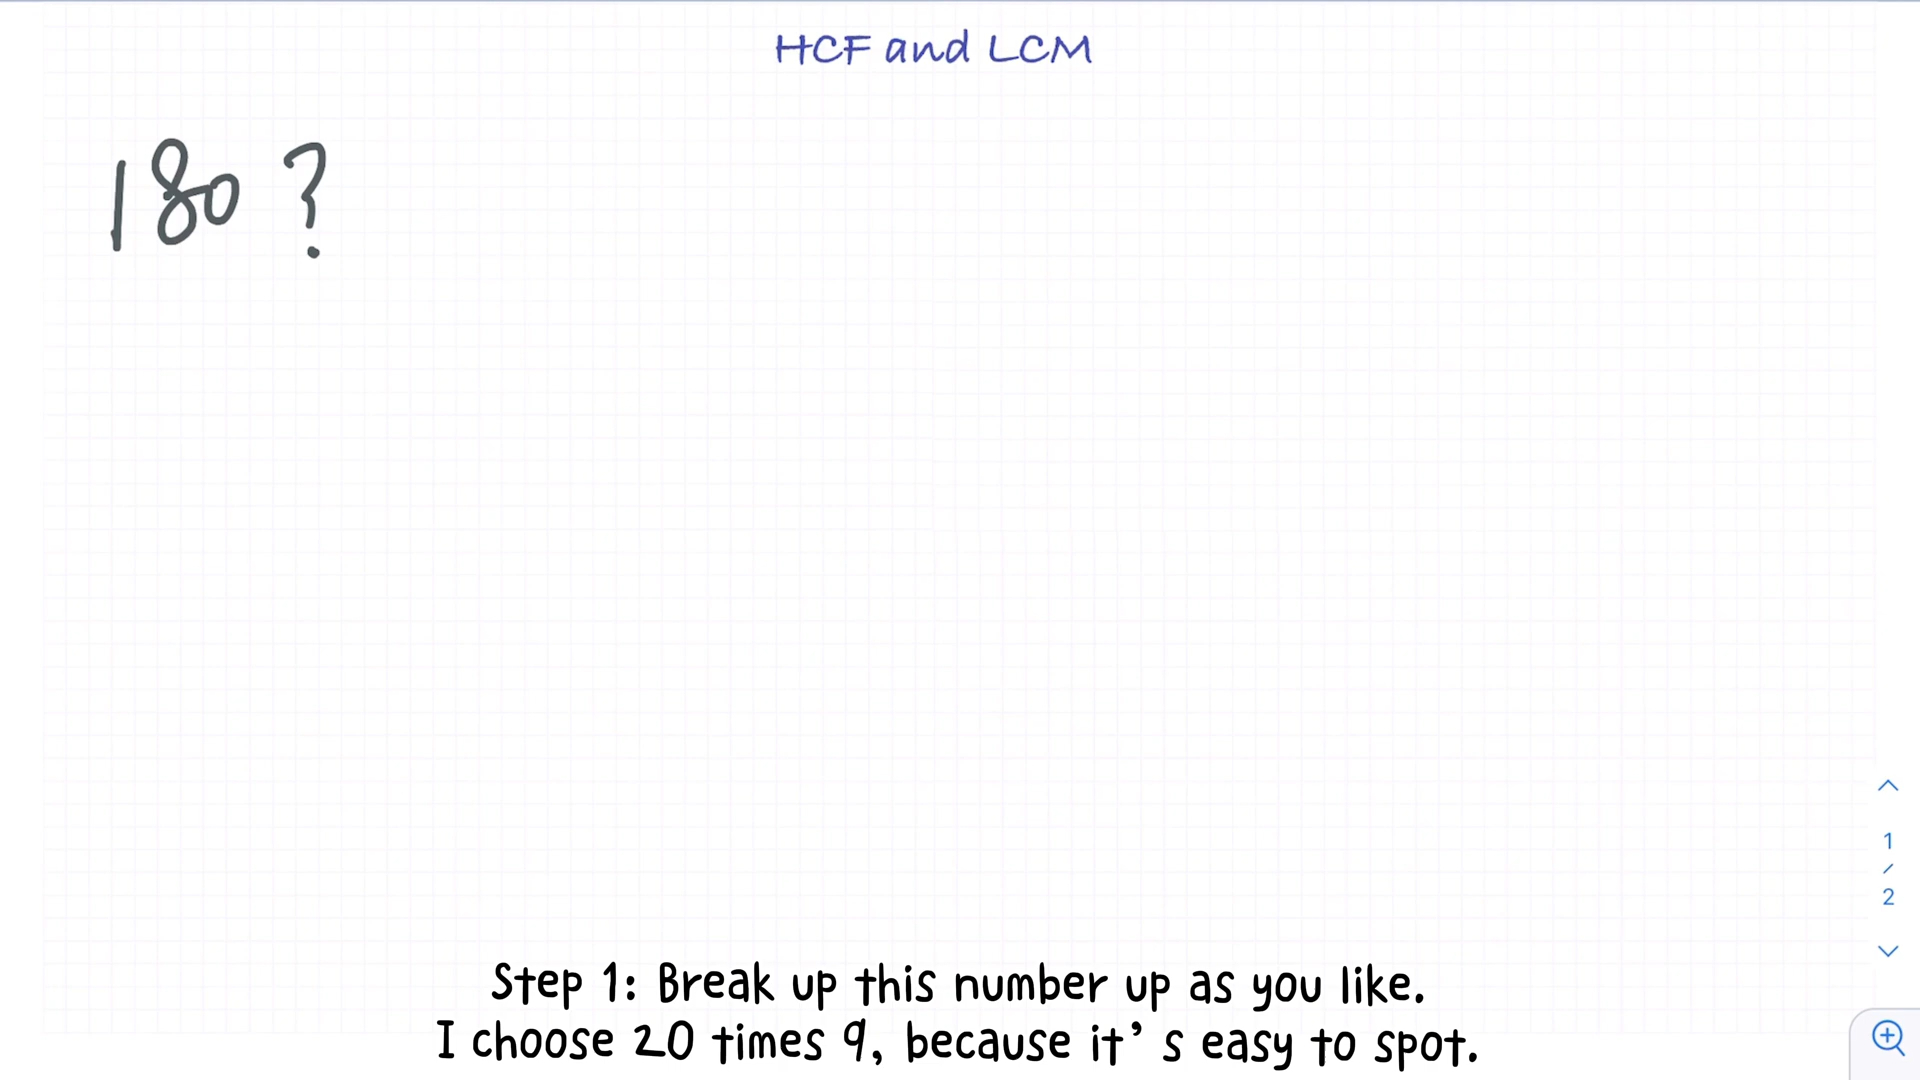 HCF and LCM
180 ?
1
/
2
Step 1: Break up this number up as you like.
I choose 20 times 9, because it’s easy to spot.